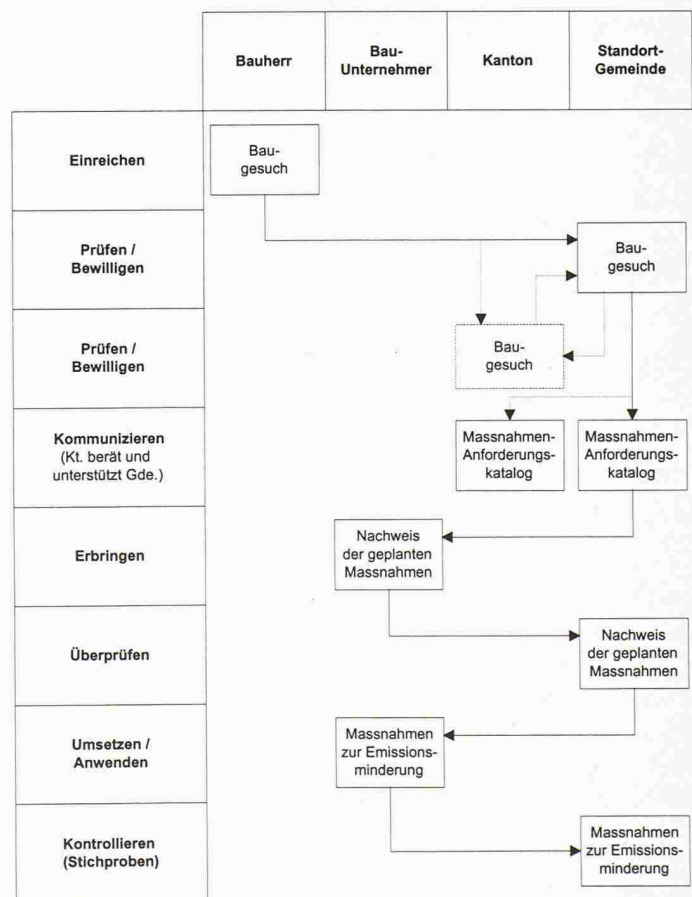 Bauherr
Bau-
Unternehmer
Kanton
Standort-
Gemeinde
Einreichen
Bau-
gesuch
Prüfen /
Bewilligen
Bau-
gesuch
Prüfen /
Bewilligen
Bau-
gesuch
Kommunizieren
(Kt. berät und
unterstützt Gde.)
Massnahmen-
Anforderungs-
katalog
Massnahmen-
Anforderungs-
katalog
Erbringen
Nachweis
der geplanten
Massnahmen
Überprüfen
Nachweis
der geplanten
Massnahmen
Umsetzen /
Anwenden
Massnahmen
zur Emissions-
minderung
Kontrollieren
(Stichproben)
Massnahmen
zur Emissions-
minderung